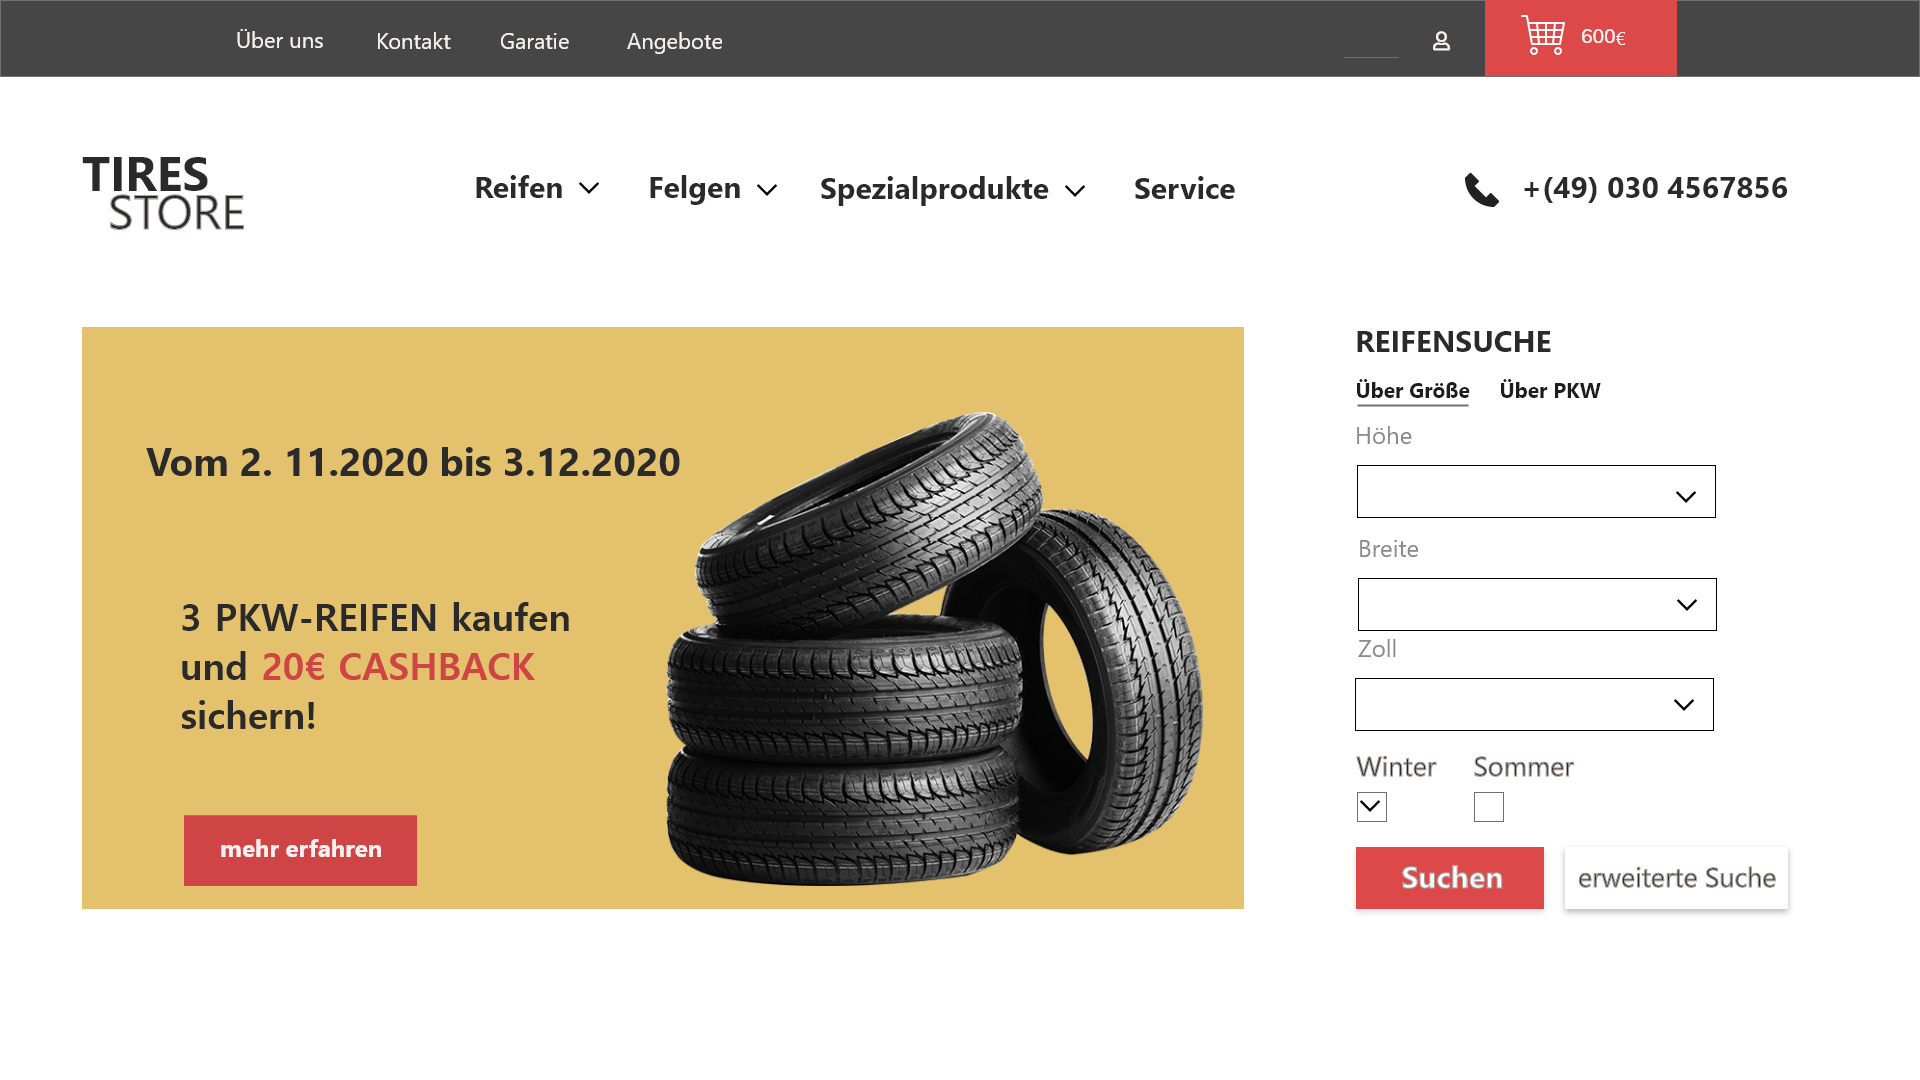 Über uns
Kontakt
Garatie
Angebote
600€
TIRES
STORE
Reifen
Felgen
Spezialprodukte
Service
+(49) 030 4567856
Vom 2. 11.2020 bis 3.12.2020
3 PKW-REIFEN kaufen
und 20€ CASHBACK
sichern!
mehr erfahren
REIFENSUCHE
Über Größe
Über PKW
Höhe
Breite
Zoll
Winter
Sommer
Suchen
erweiterte Suche